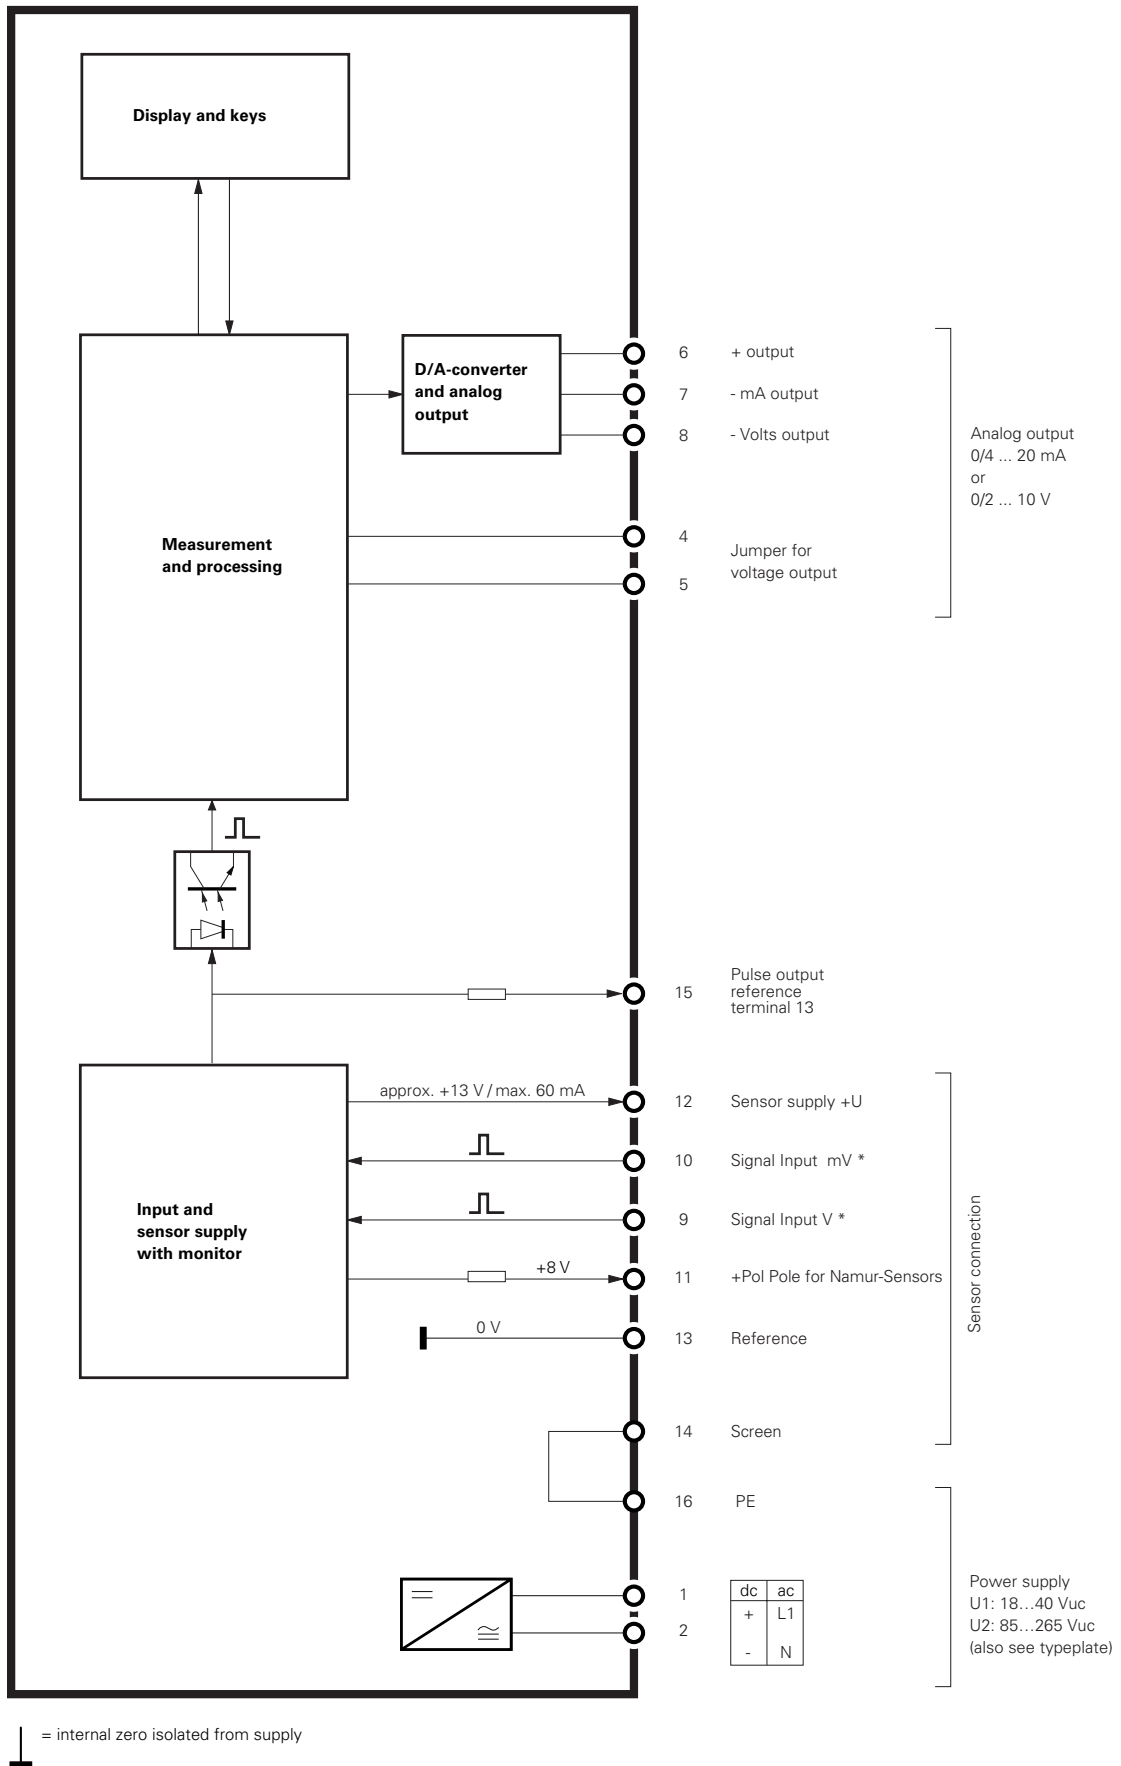 Display and keys
D/A-converter
and analog
output
6 + output
7 - mA output
8 - Volts output
Analog output
0/4 ... 20 mA
or
0/2 ... 10 V
Measurement
and processing
4
5
Jumper for
voltage output
15
Pulse output
reference
terminal 13
approx. +13 V / max. 60 mA
12 Sensor supply +U
10 Signal Input mV *
9 Signal Input V *
Input and
sensor supply
with monitor
+8 V
11 +Pol Pole for Namur-Sensors
0 V
13 Reference
14 Screen
Sensor connection
16 PE
1
2
dc ac
+ L1
- N
Power supply
U1: 18...40 Vuc
U2: 85...265 Vuc
(also see typeplate)
= internal zero isolated from supply